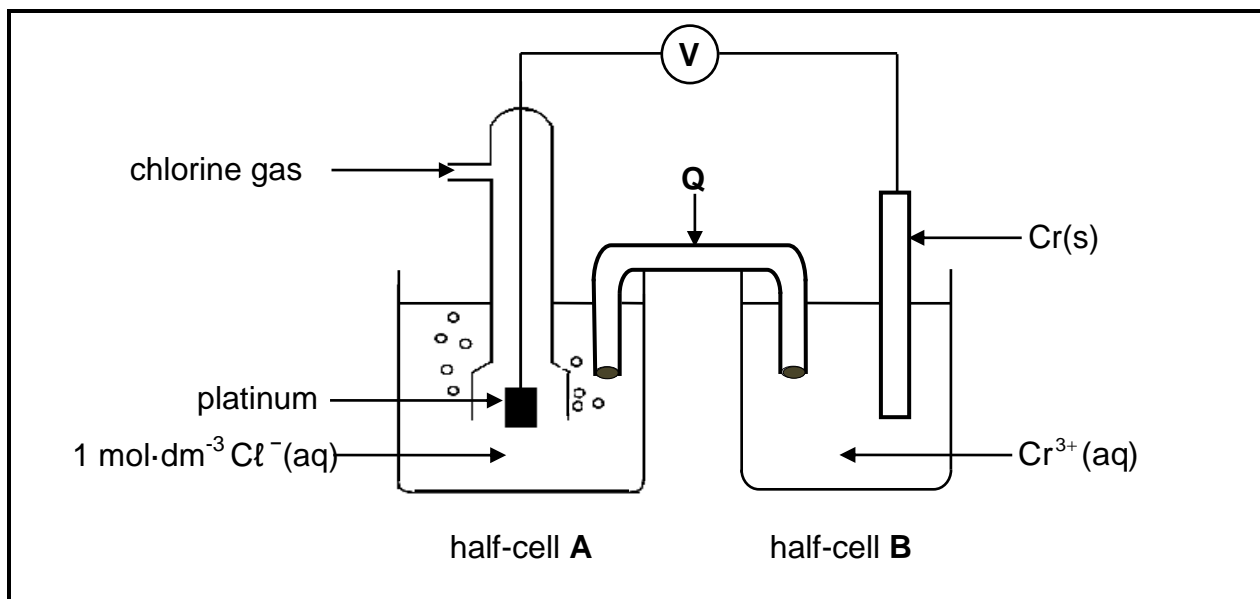 V
chlorine gas
Q
Cr(s)
platinum
1 mol·dm⁻³ Cℓ⁻(aq)
Cr³⁺(aq)
half-cell A
half-cell B